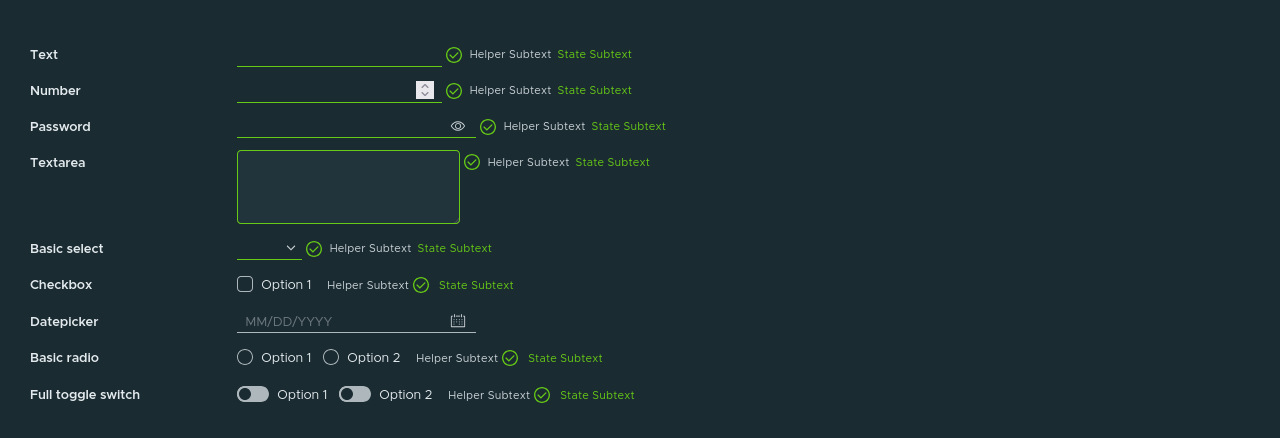 Text Helper Subtext State Subtext
Number Helper Subtext State Subtext
Password Helper Subtext State Subtext
Textarea Helper Subtext State Subtext
Basic select Helper Subtext State Subtext
Checkbox Option 1 Helper Subtext State Subtext
Datepicker MM/DD/YYYY
Basic radio Option 1 Option 2 Helper Subtext State Subtext
Full toggle switch Option 1 Option 2 Helper Subtext State Subtext